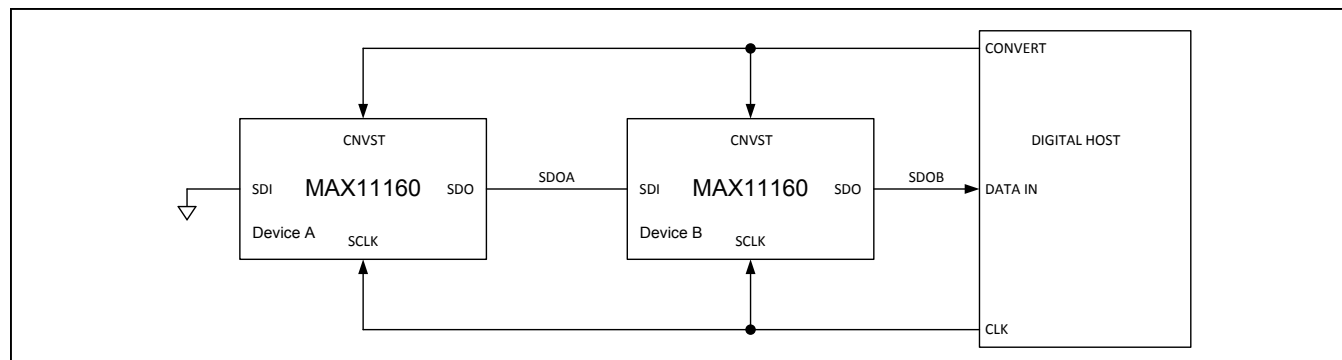 CONVERT
CNVST
CNVST
DIGITAL HOST
SDI
MAX11160
SDO
SDOA
SDI
MAX11160
SDO
SDOB
DATA IN
Device A
SCLK
Device B
SCLK
CLK